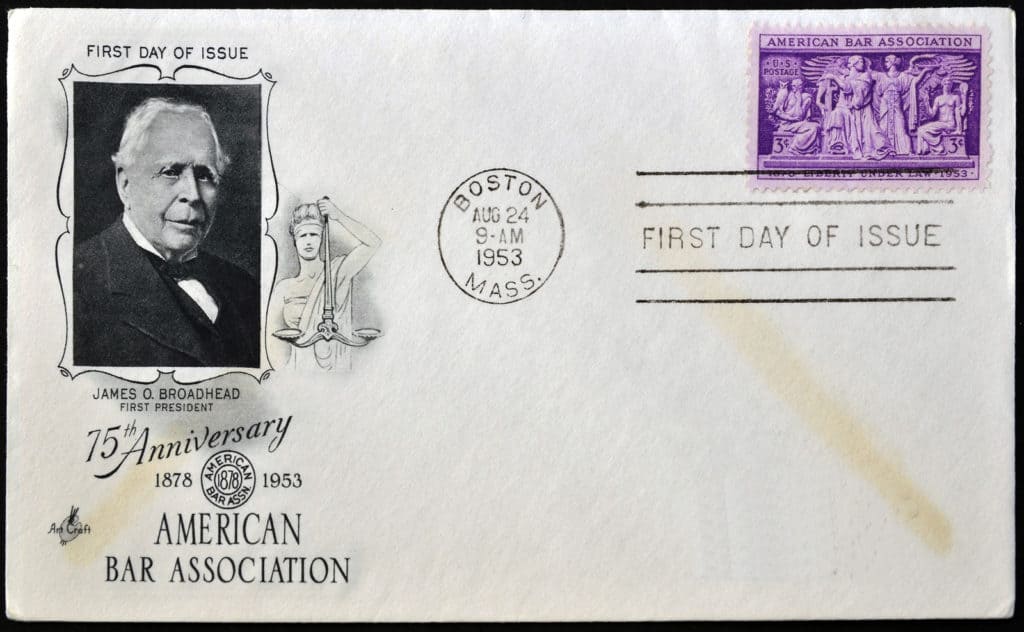 FIRST DAY OF ISSUE
JAMES O. BROADHEAD
FIRST PRESIDENT
75th Anniversary
1878 1953
AMERICAN
1878
BAR ASSN.
AMERICAN
BAR ASSOCIATION
Art Craft
BOSTON
AUG 24
9-AM
1953
MASS.
AMERICAN BAR ASSOCIATION
U·S·
POSTAGE
3¢ 3¢
1878·LIBERTY UNDER LAW·1953
FIRST DAY OF ISSUE